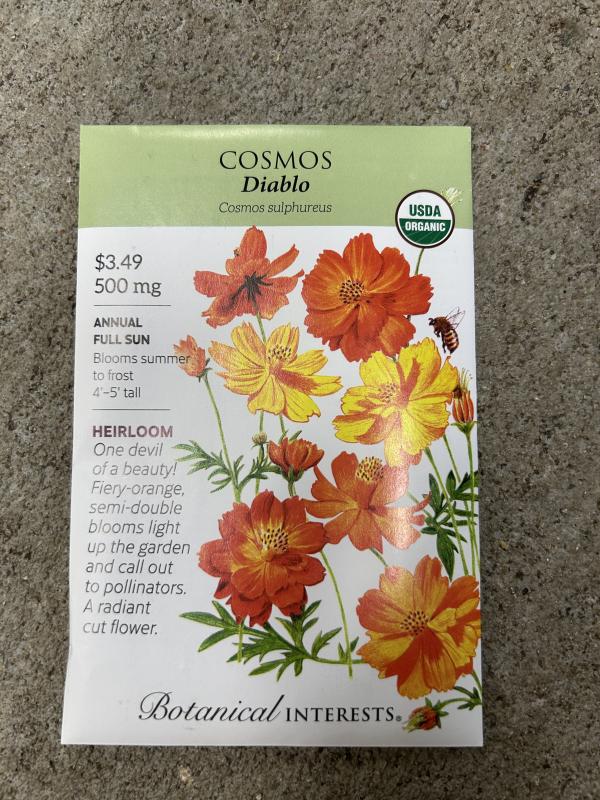 COSMOS
Diablo
Cosmos sulphureus
USDA
ORGANIC
$3.49
500 mg
ANNUAL
FULL SUN
Blooms summer
to frost
4'–5' tall
HEIRLOOM
One devil
of a beauty!
Fiery-orange,
semi-double
blooms light
up the garden
and call out
to pollinators.
A radiant
cut flower.
Botanical INTERESTS®